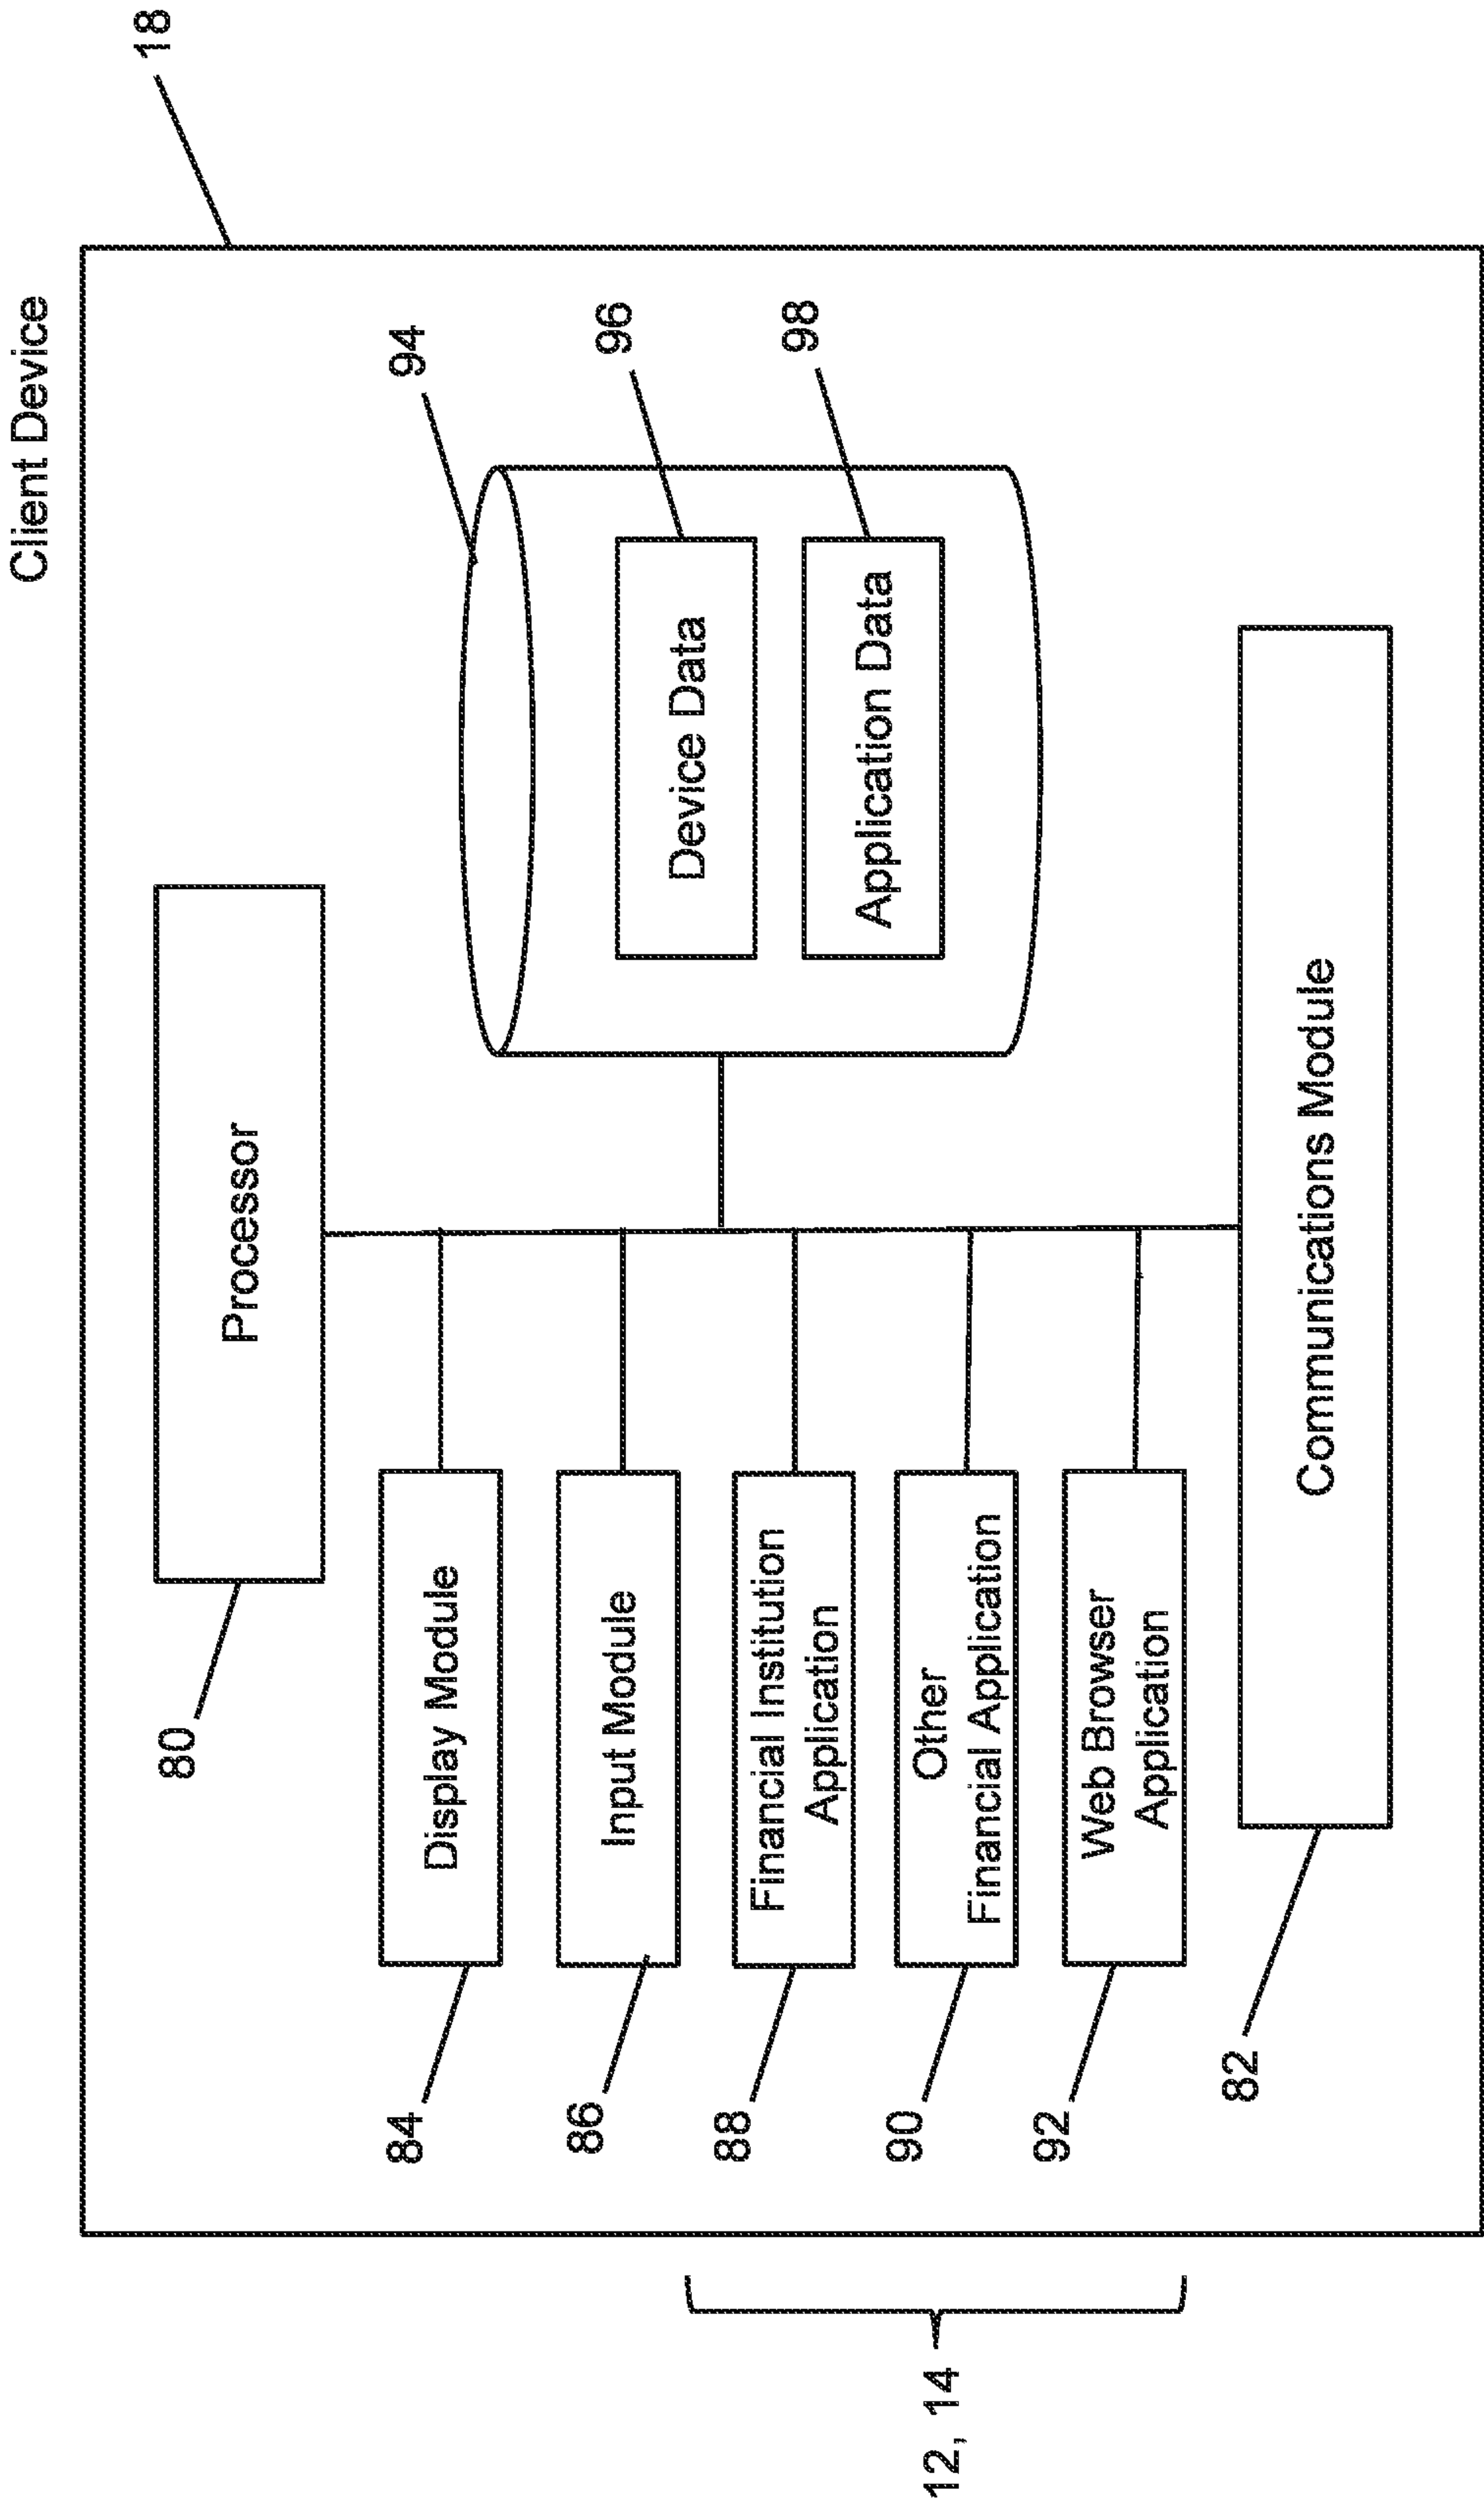 Client Device
18
80
Processor
84
Display Module
94
86
Input Module
Device Data
96
88
Financial Institution
Application
Application Data
98
12, 14
90
Other
Financial Application
92
Web Browser
Application
82
Communications Module